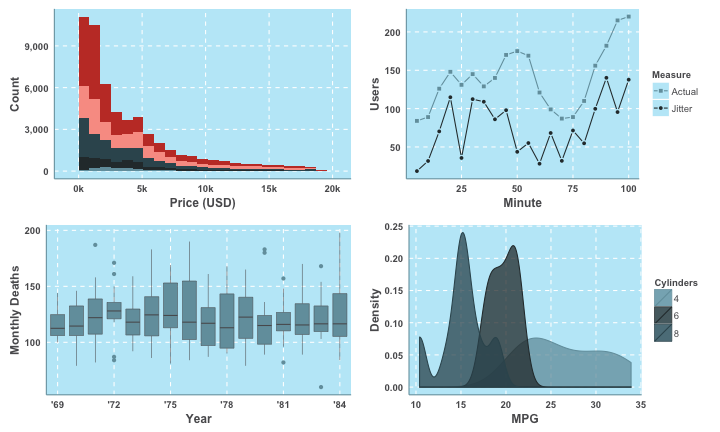 Count
9,000
6,000
3,000
0
0k
5k
10k
15k
20k
Price (USD)
Users
200
150
100
50
25
50
75
100
Minute
Measure
Actual
Jitter
Monthly Deaths
200
150
100
'69
'72
'75
'78
'81
'84
Year
Density
0.25
0.20
0.15
0.10
0.05
0.00
10
15
20
25
30
35
MPG
Cylinders
4
6
8